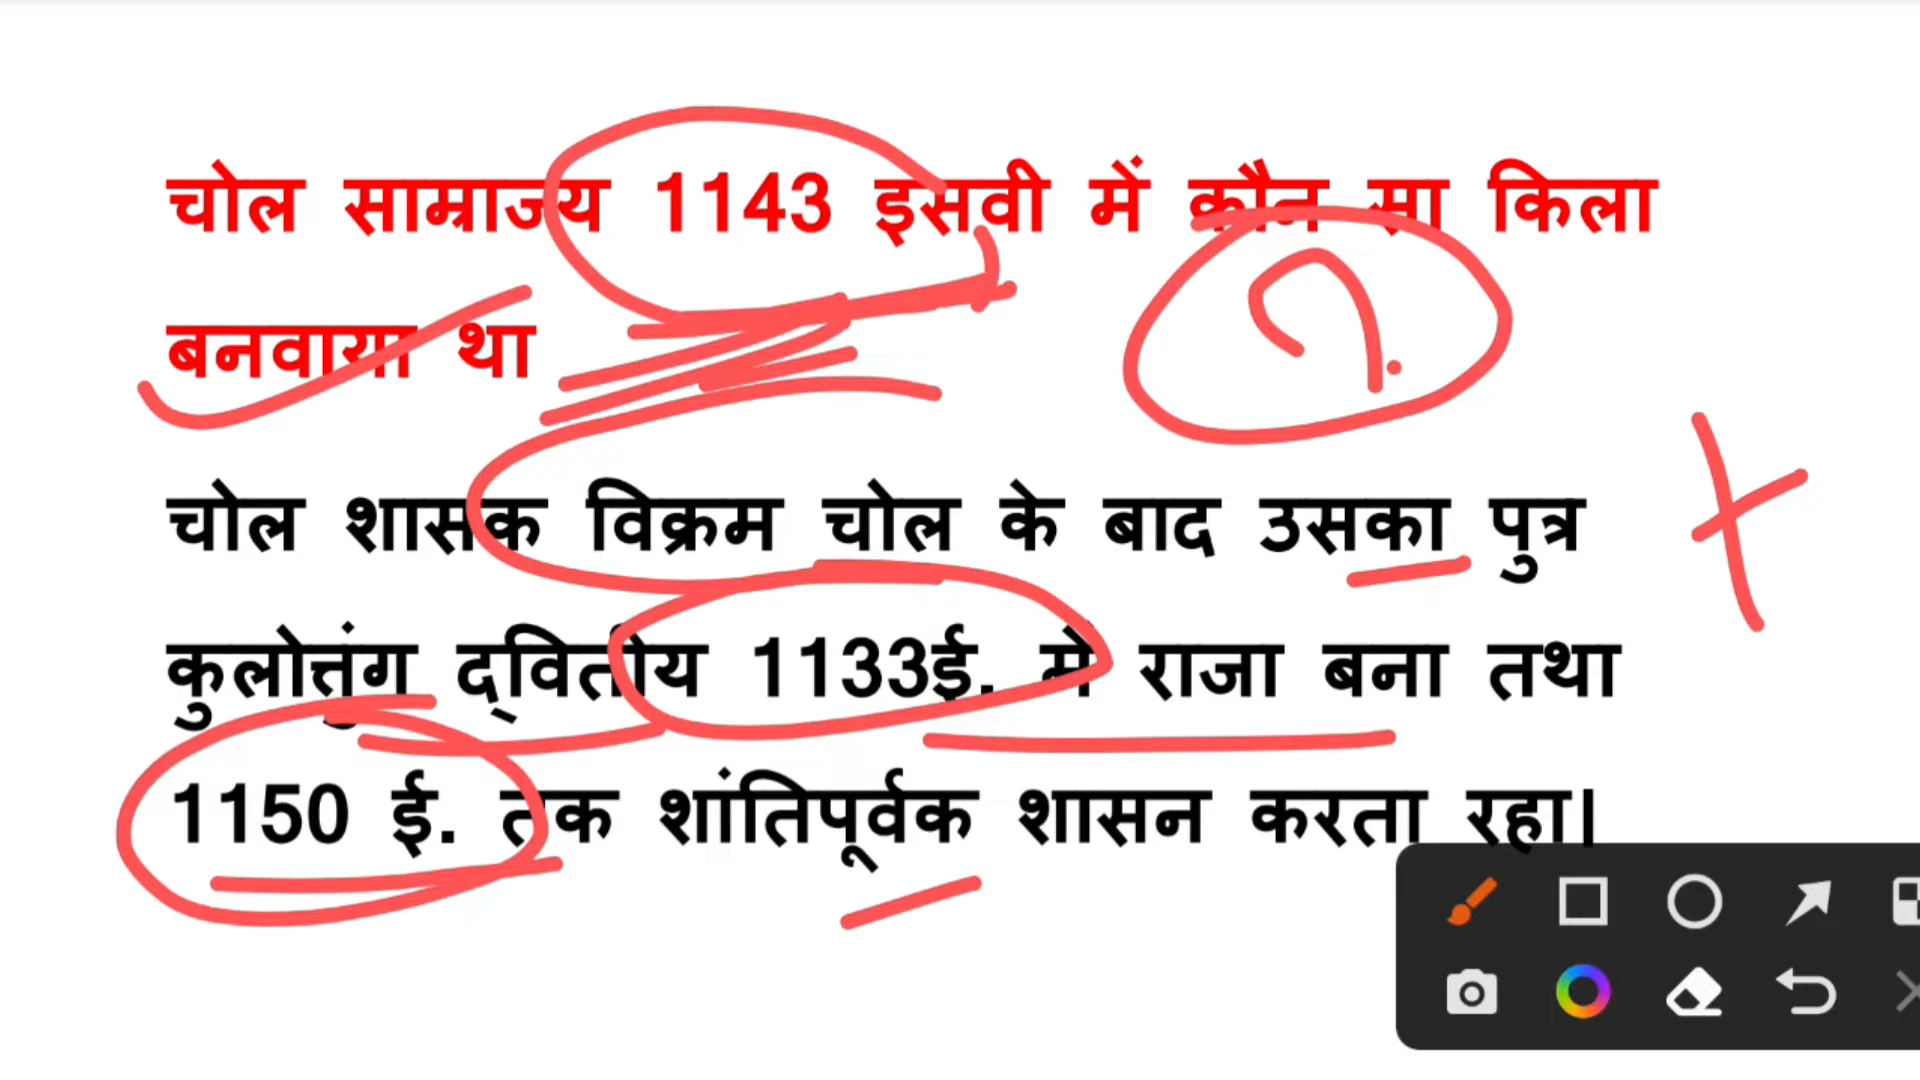 चोल साम्राज्य 1143 इसवी में कौन सा किला
बनवाया था
चोल शासक विक्रम चोल के बाद उसका पुत्र
कुलोत्तुंग द्वितीय 1133ई. मे राजा बना तथा
1150 ई. तक शांतिपूर्वक शासन करता रहा।